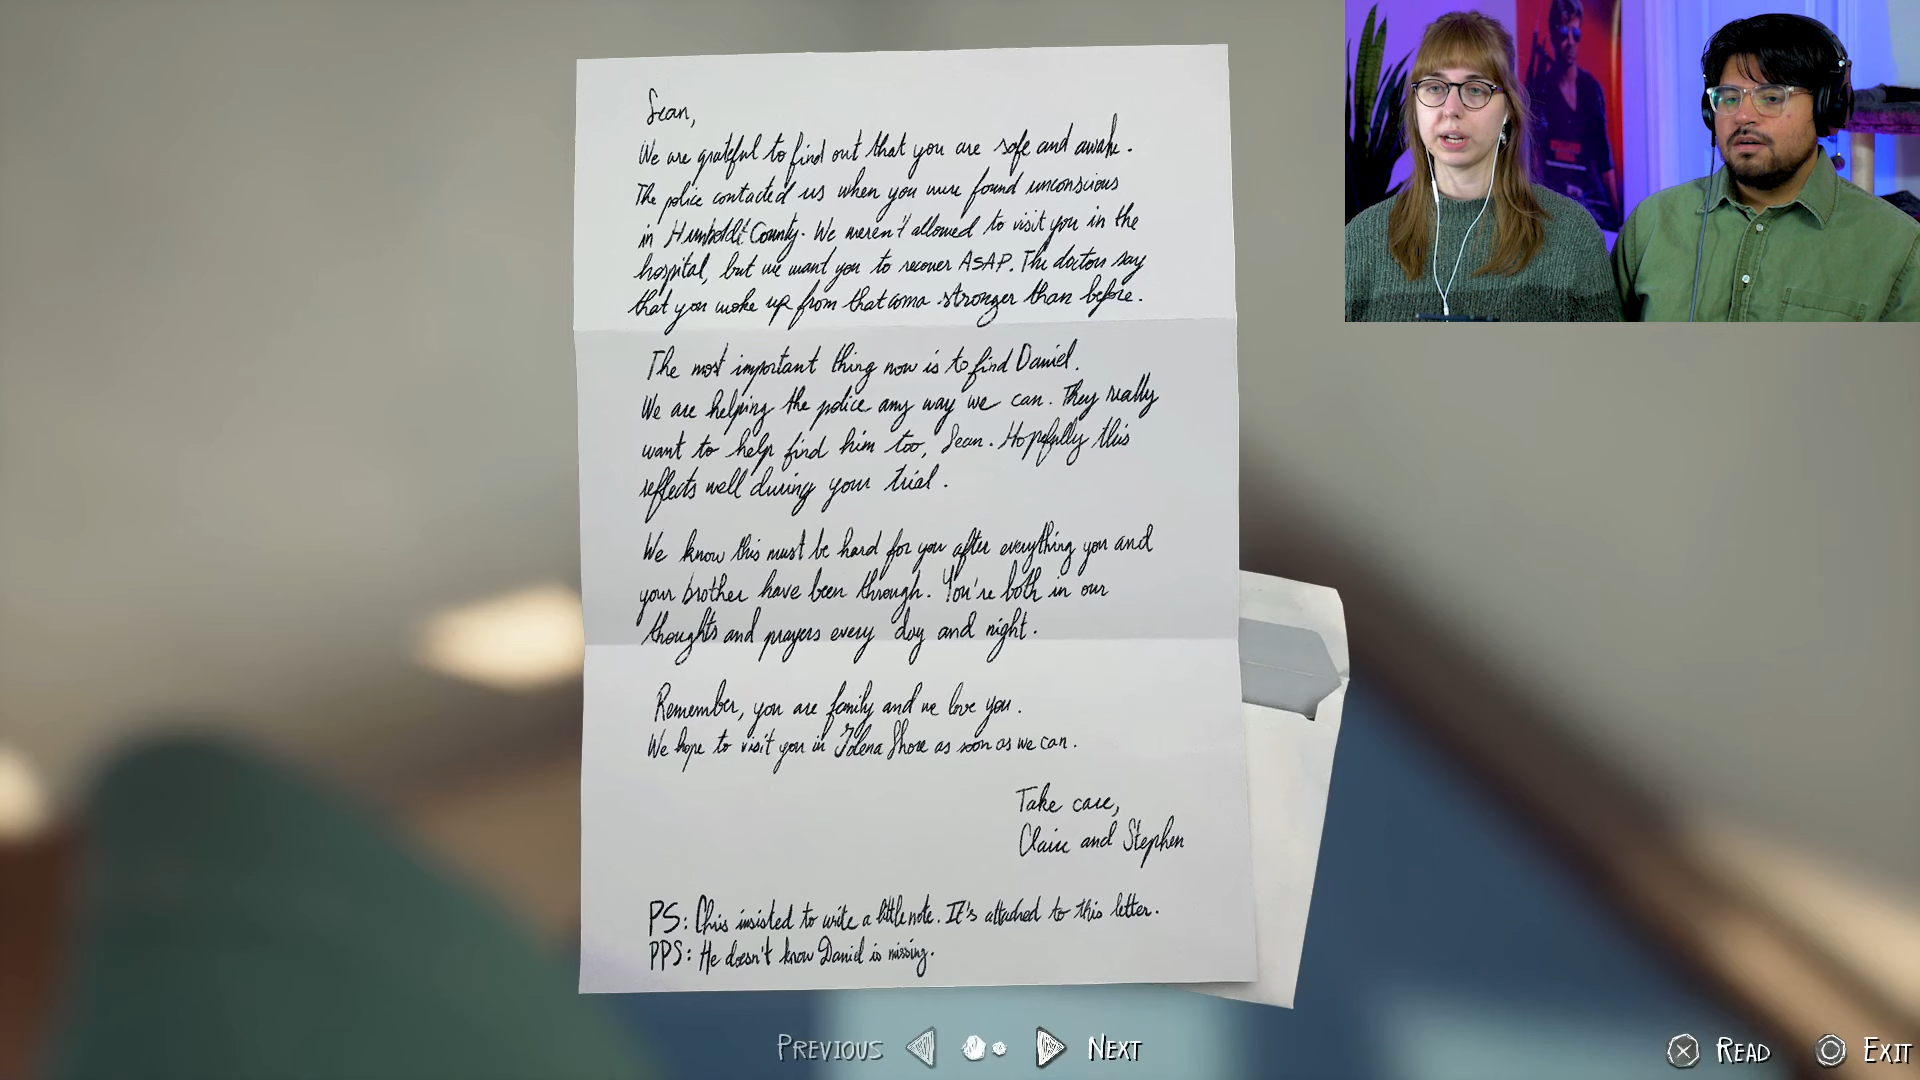 Sean,
We are grateful to find out that you are safe and awake.
The police contacted us when you were found unconscious
in Humboldt County. We weren't allowed to visit you in the
hospital, but we want you to recover ASAP. The doctors say
that you woke up from that coma stronger than before.
The most important thing now is to find Daniel.
We are helping the police any way we can. They really
want to help find him too, Sean. Hopefully this
reflects well during your trial.
We know this must be hard for you after everything you and
your brother have been through. You're both in our
thoughts and prayers every day and night.
Remember, you are family and we love you.
We hope to visit you in Jolena Shore as soon as we can.
Take care,
Claire and Stephen
PS: Chris insisted to write a little note. It's attached to this letter.
PPS: He doesn't know Daniel is missing.
PREVIOUS NEXT
READ EXIT